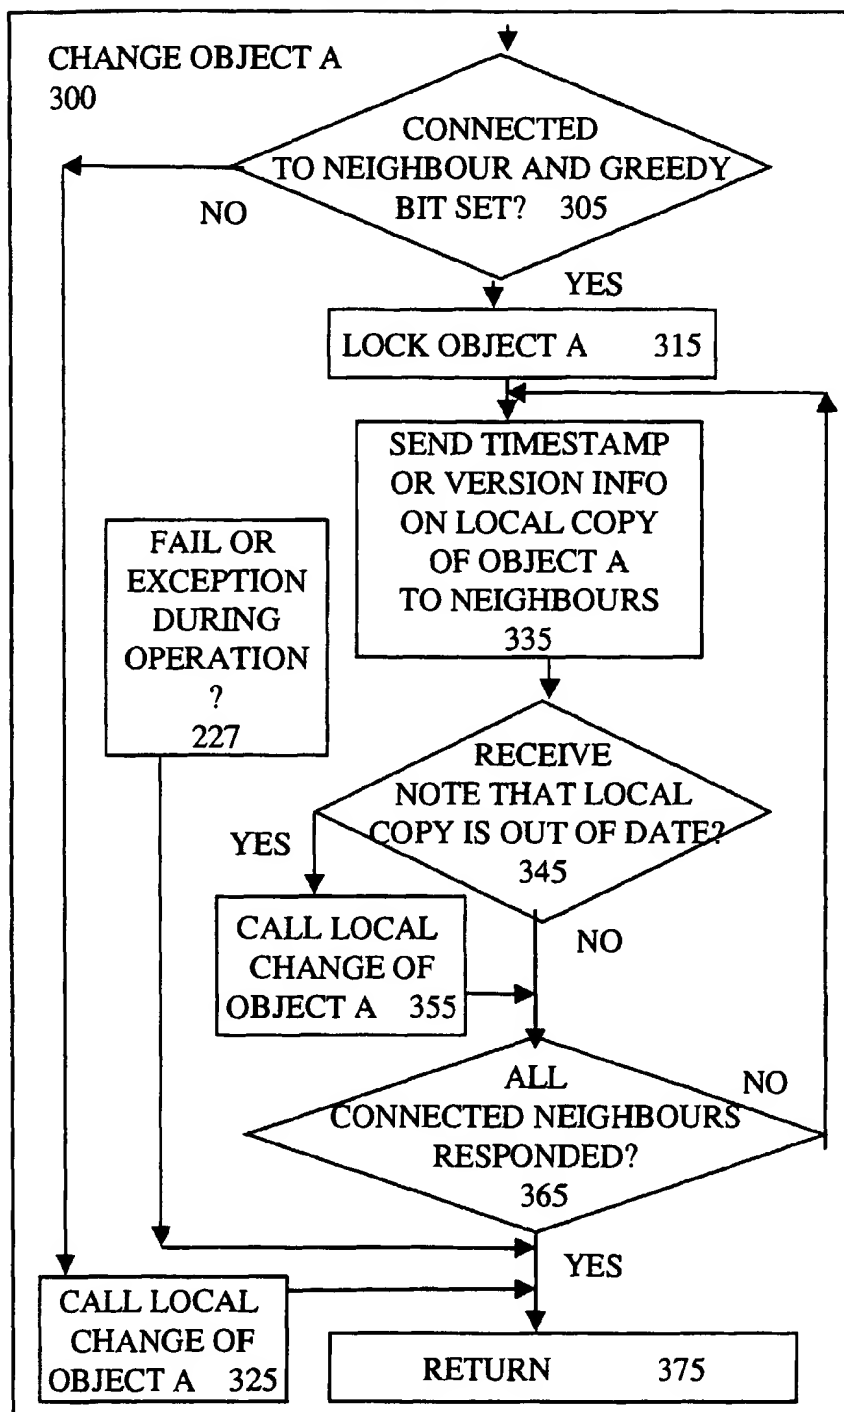 CHANGE OBJECT A
300
CONNECTED
TO NEIGHBOUR AND GREEDY
BIT SET? 305
NO
YES
LOCK OBJECT A 315
SEND TIMESTAMP
OR VERSION INFO
ON LOCAL COPY
OF OBJECT A
TO NEIGHBOURS
335
FAIL OR
EXCEPTION
DURING
OPERATION
?
227
RECEIVE
NOTE THAT LOCAL
COPY IS OUT OF DATE?
345
YES
NO
CALL LOCAL
CHANGE OF
OBJECT A 355
ALL
CONNECTED NEIGHBOURS
RESPONDED?
365
NO
YES
CALL LOCAL
CHANGE OF
OBJECT A 325
RETURN 375